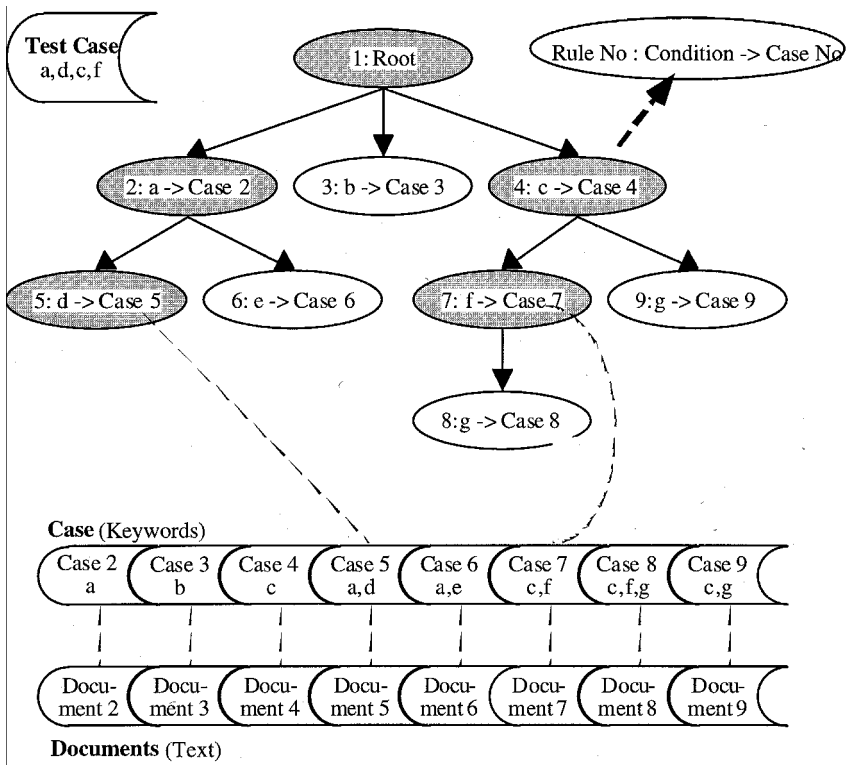 Test Case
a,d,c,f
1: Root
Rule No : Condition -> Case No
2: a -> Case 2
3: b -> Case 3
4: c -> Case 4
5: d -> Case 5
6: e -> Case 6
7: f -> Case 7
9:g -> Case 9
8:g -> Case 8
Case (Keywords)
Case 2
a
Case 3
b
Case 4
c
Case 5
a,d
Case 6
a,e
Case 7
c,f
Case 8
c,f,g
Case 9
c,g
Docu-
ment 2
Docu-
ment 3
Docu-
ment 4
Docu-
ment 5
Docu-
ment 6
Docu-
ment 7
Docu-
ment 8
Docu-
ment 9
Documents (Text)